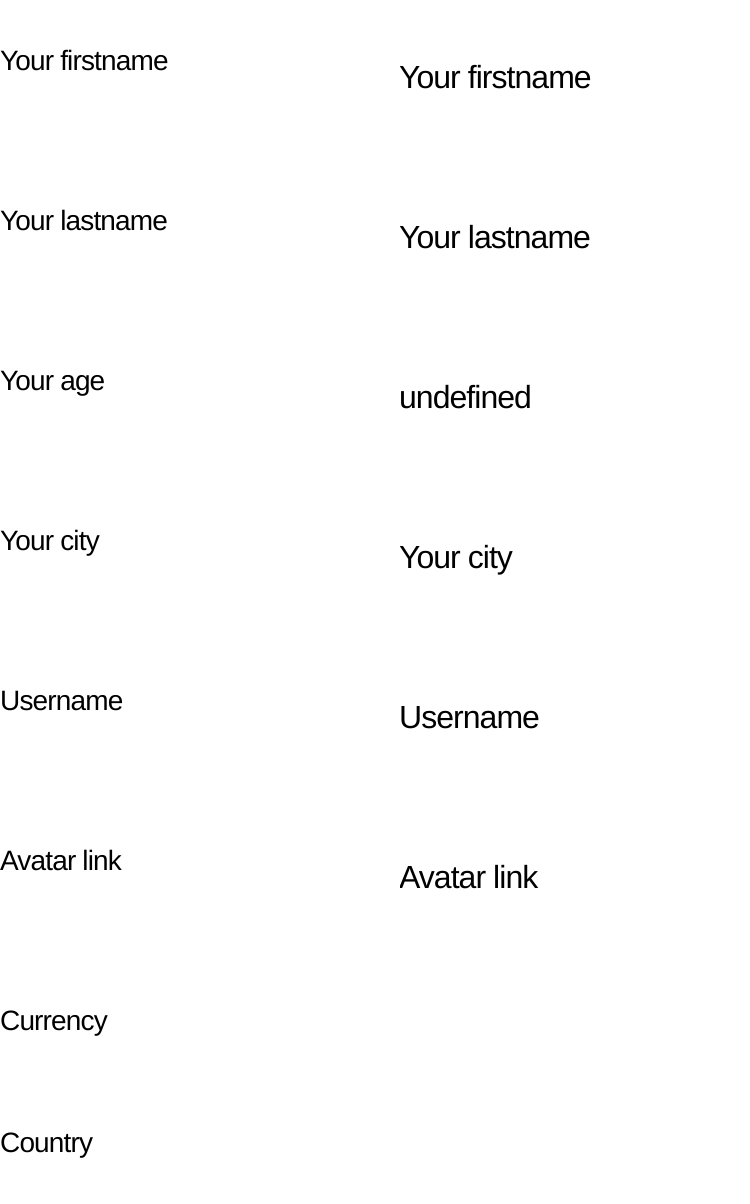 Your firstname
Your firstname
Your lastname
Your lastname
Your age
undefined
Your city
Your city
Username
Username
Avatar link
Avatar link
Currency
Country